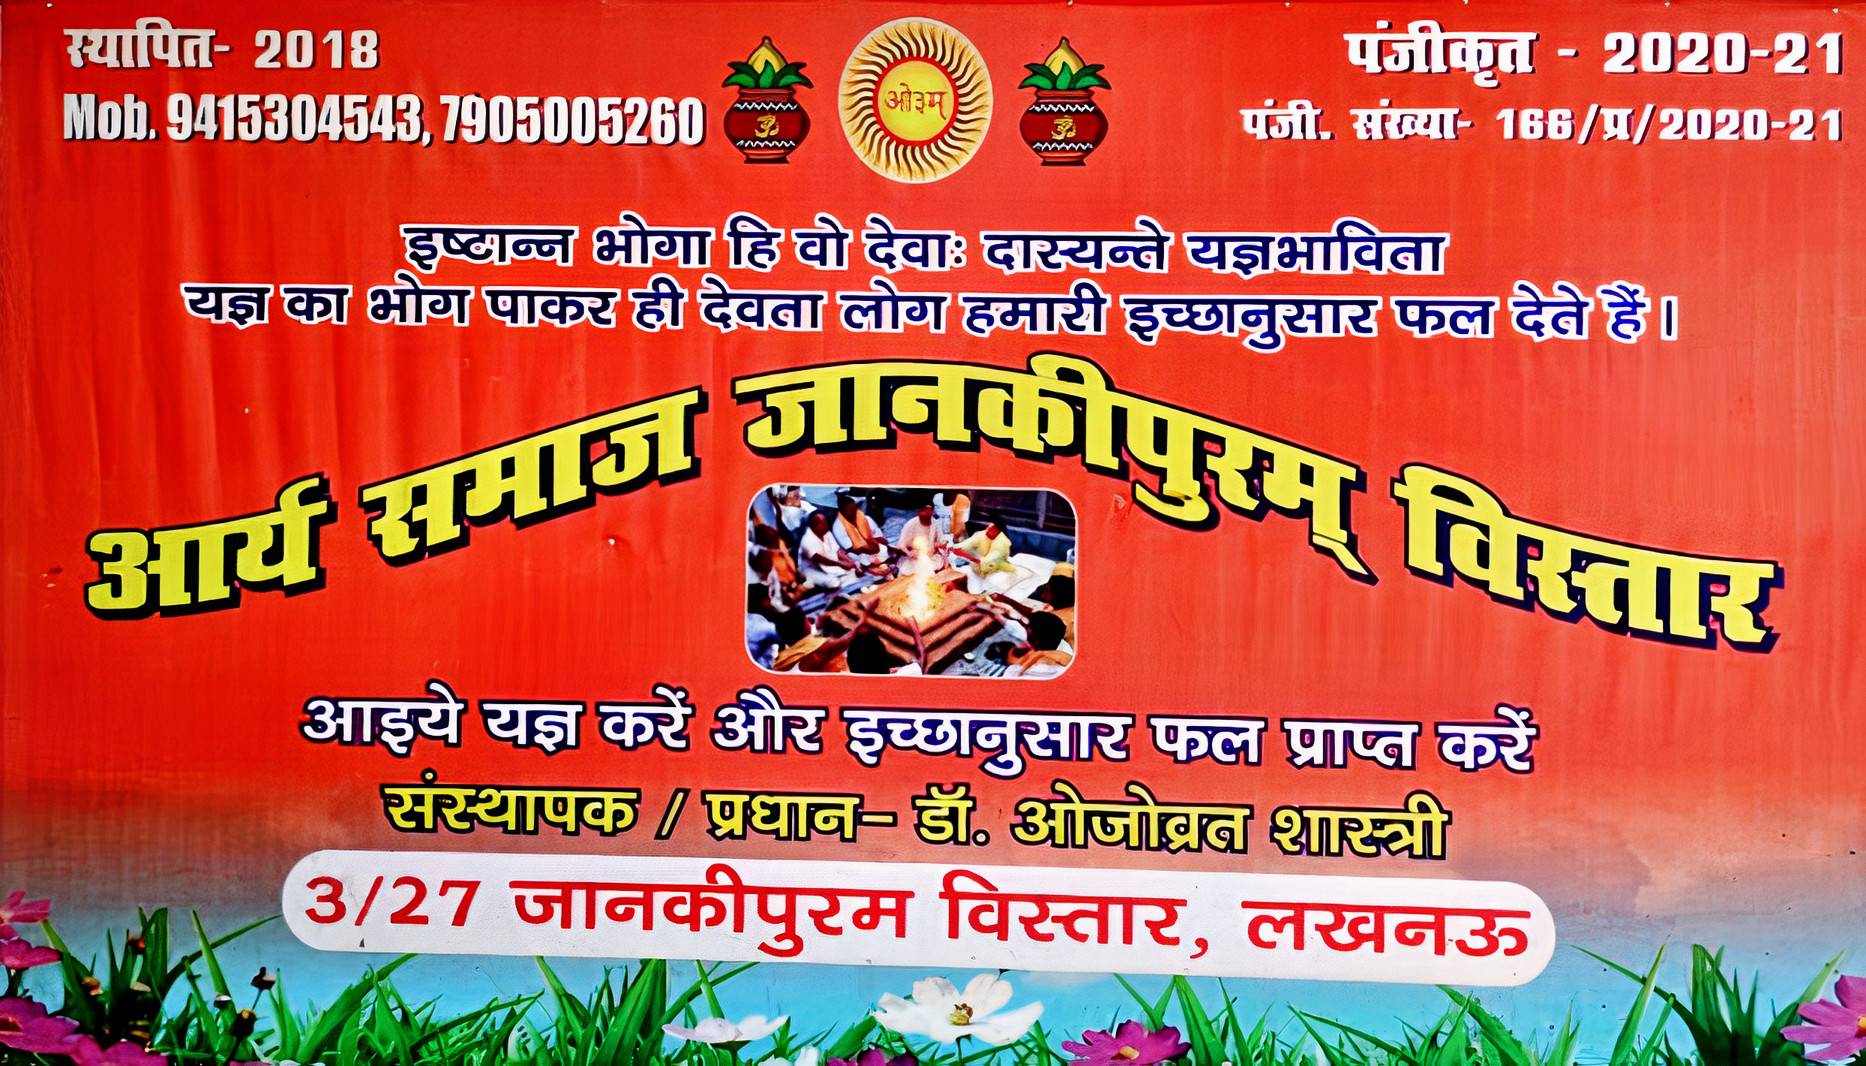 स्थापित- 2018
Mob. 9415304543, 7905005260
ॐ
ओ३म्
ॐ
पंजीकृत - 2020-21
पंजी. संख्या- 166/प्र/2020-21
इष्टान्न भोगा हि वो देवाः दास्यन्ते यज्ञभाविता
यज्ञ का भोग पाकर ही देवता लोग हमारी इच्छानुसार फल देते हैं।
आर्य समाज जानकीपुरम् विस्तार
आइये यज्ञ करें और इच्छानुसार फल प्राप्त करें
संस्थापक / प्रधान- डॉ. ओजोव्रत शास्त्री
3/27 जानकीपुरम विस्तार, लखनऊ